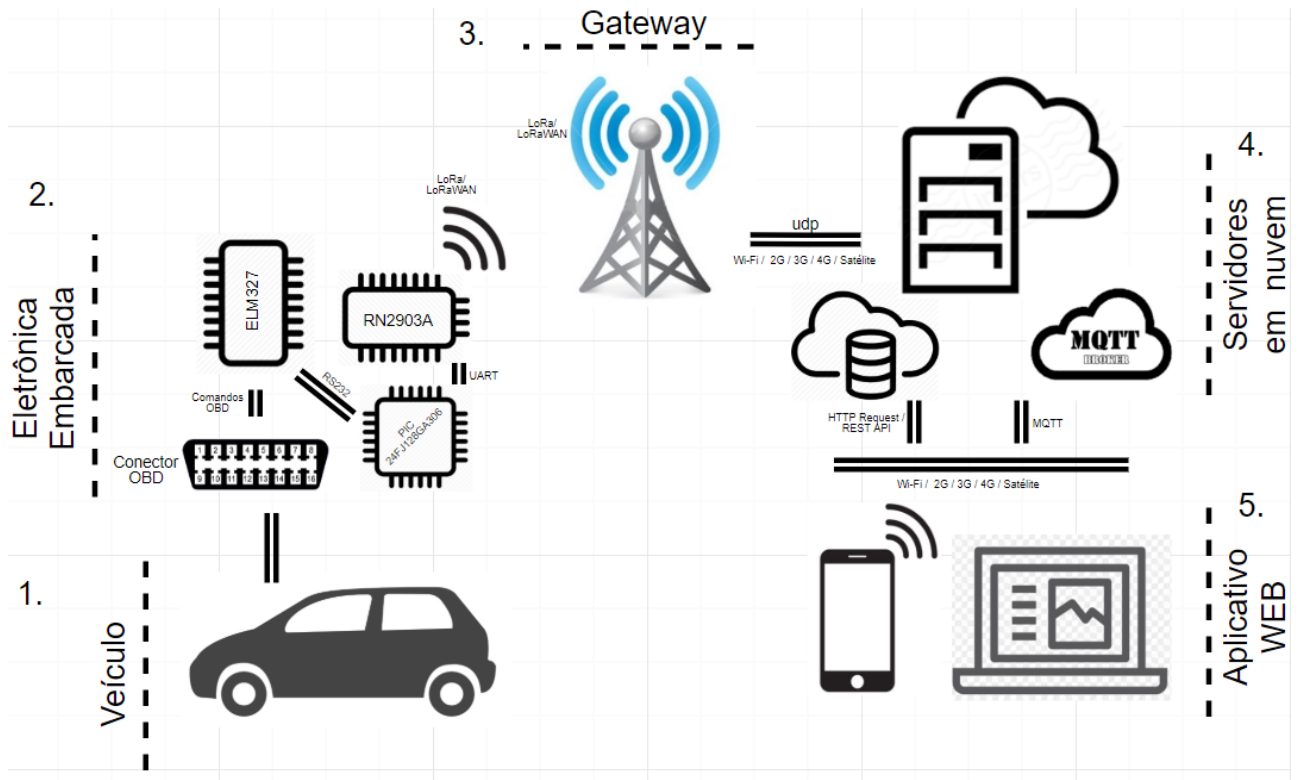 3.
Gateway
LoRa/
LoRaWAN
4.
Servidores
em nuvem
udp
Wi-Fi / 2G / 3G / 4G / Satélite
MQTT
BROKER
HTTP Request /
REST API
MQTT
Wi-Fi / 2G / 3G / 4G / Satélite
2.
Eletrônica
Embarcada
LoRa/
LoRaWAN
ELM327
RN2903A
RS232
UART
PIC
24FJ128GA306
Comandos
OBD
Conector
OBD
1 2 3 4 5 6 7 8
9 10 11 12 13 14 15 16
1.
Veículo
5.
Aplicativo
WEB